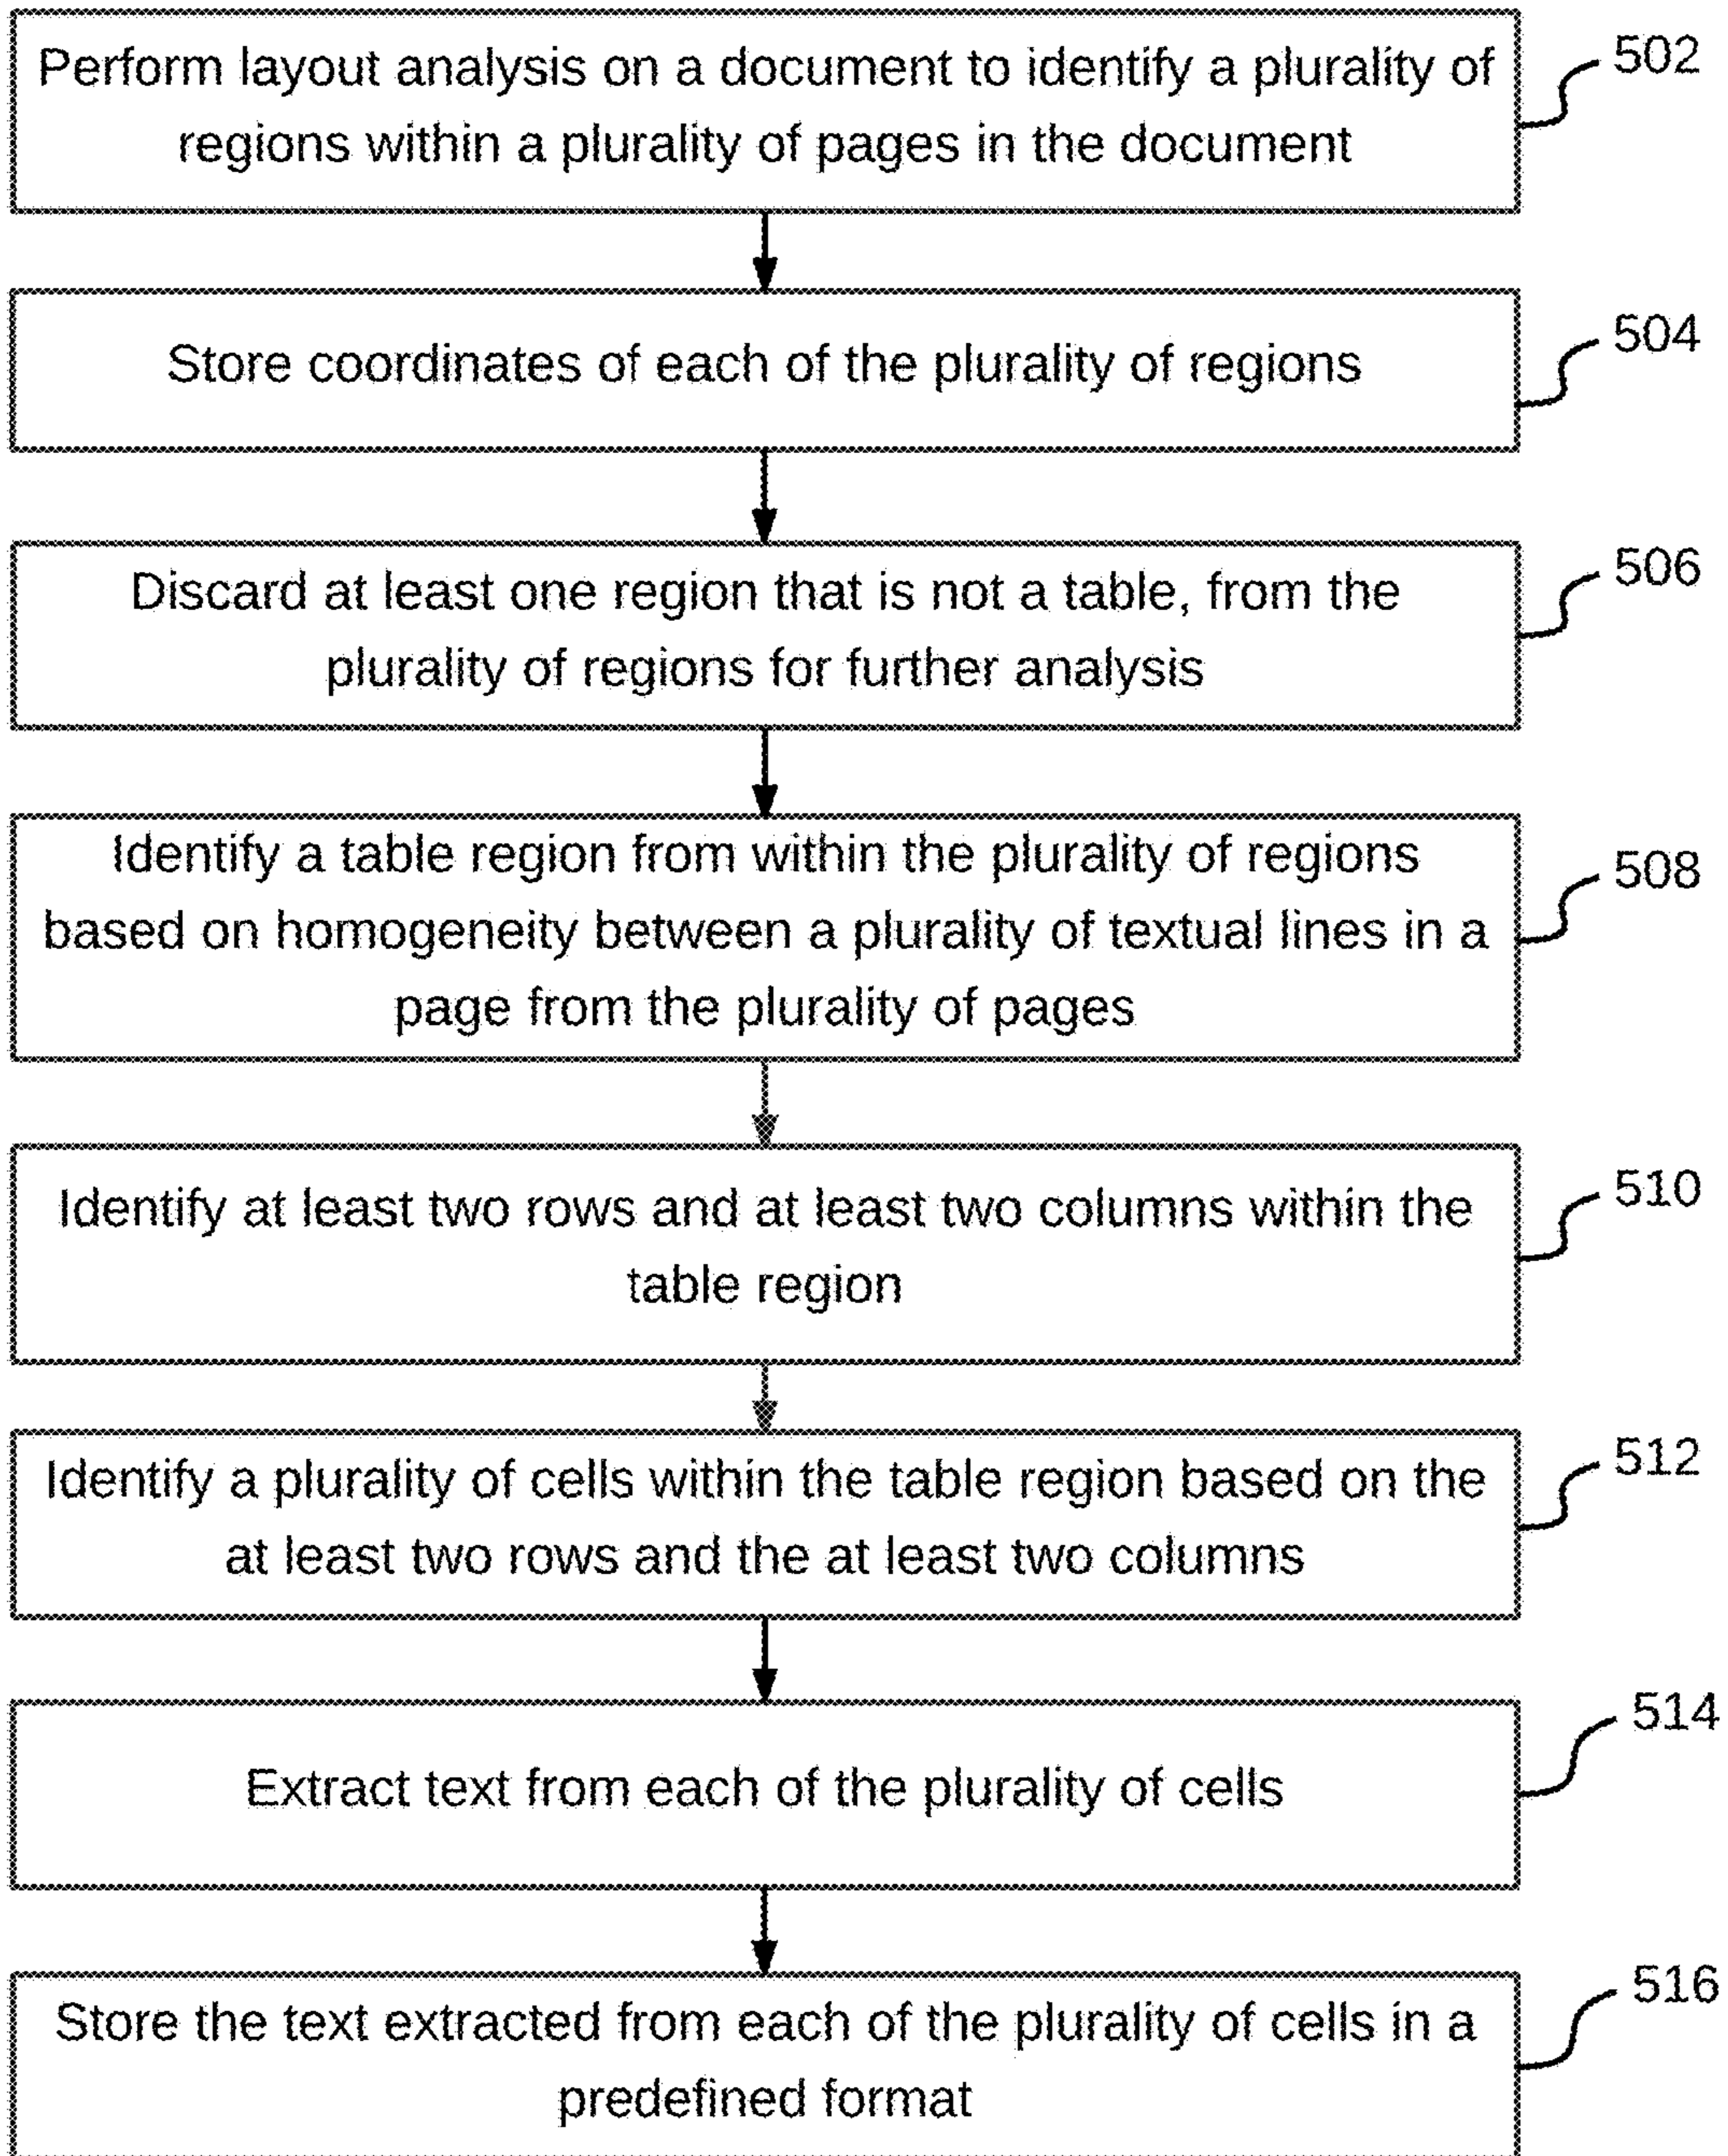 Perform layout analysis on a document to identify a plurality of
regions within a plurality of pages in the document
502
Store coordinates of each of the plurality of regions
504
Discard at least one region that is not a table, from the
plurality of regions for further analysis
506
Identify a table region from within the plurality of regions
based on homogeneity between a plurality of textual lines in a
page from the plurality of pages
508
Identify at least two rows and at least two columns within the
table region
510
Identify a plurality of cells within the table region based on the
at least two rows and the at least two columns
512
Extract text from each of the plurality of cells
514
Store the text extracted from each of the plurality of cells in a
predefined format
516